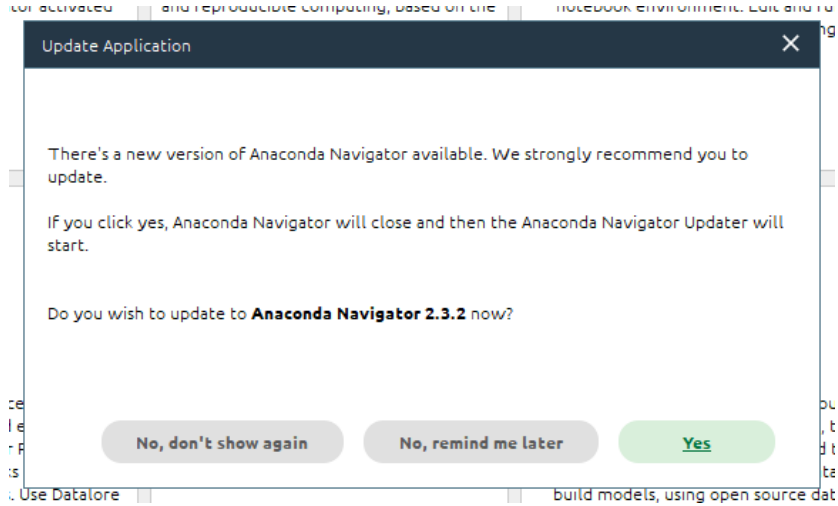 tor activated and reproducible computing, based on the notebook environment. Edit and ru
Update Application
ng
There's a new version of Anaconda Navigator available. We strongly recommend you to
update.
If you click yes, Anaconda Navigator will close and then the Anaconda Navigator Updater will
start.
Do you wish to update to Anaconda Navigator 2.3.2 now?
No, don't show again No, remind me later Yes
. Use Datalore build models, using open source dat